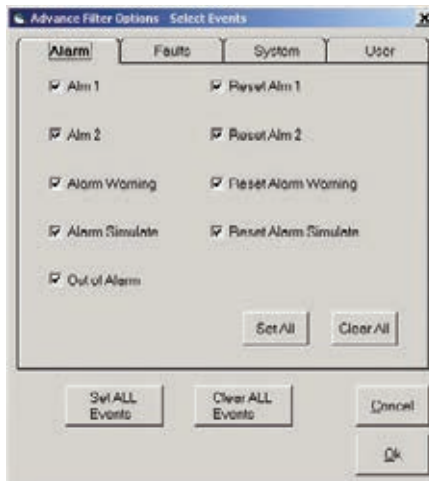 Advance Filter Options - Select Events
Alarm Faults System User
Alm 1 Reset Alm 1
Alm 2 Reset Alm 2
Alarm Warning Reset Alarm Warning
Alarm Simulate Reset Alarm Simulate
Out of Alarm
Set All Clear All
Set ALL Events Clear ALL Events
Cancel
Ok